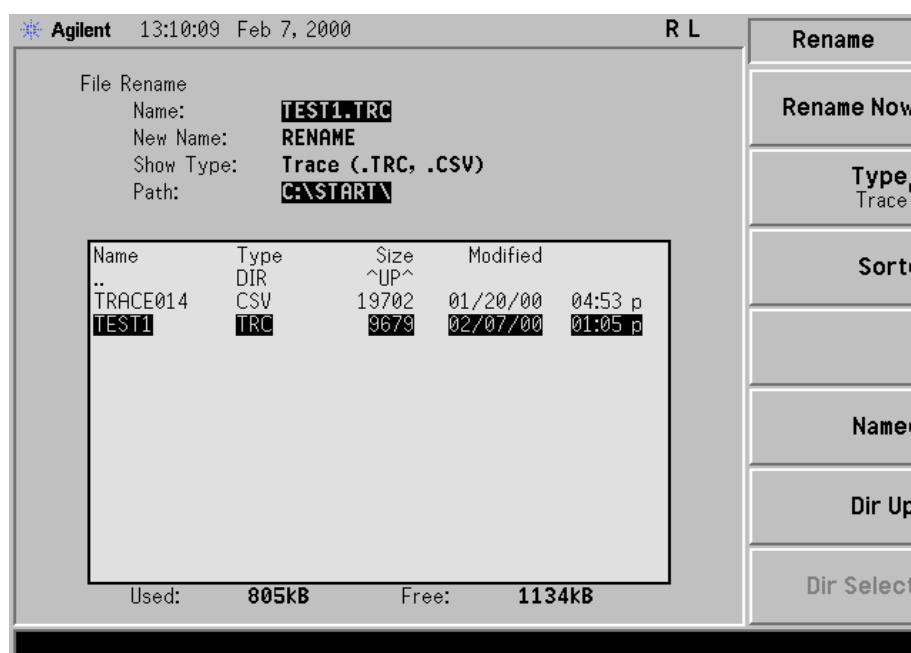 Agilent 13:10:09 Feb 7, 2000 R L
Rename
File Rename
Name: TEST1.TRC
New Name: RENAME
Show Type: Trace (.TRC, .CSV)
Path: C:\START\
Name Type Size Modified
.. DIR ^UP^
TRACE014 CSV 19702 01/20/00 04:53 p
TEST1 TRC 9679 02/07/00 01:05 p
Used: 805kB Free: 1134kB
Rename Now
Type
Trace
Sort
Name
Dir Up
Dir Select